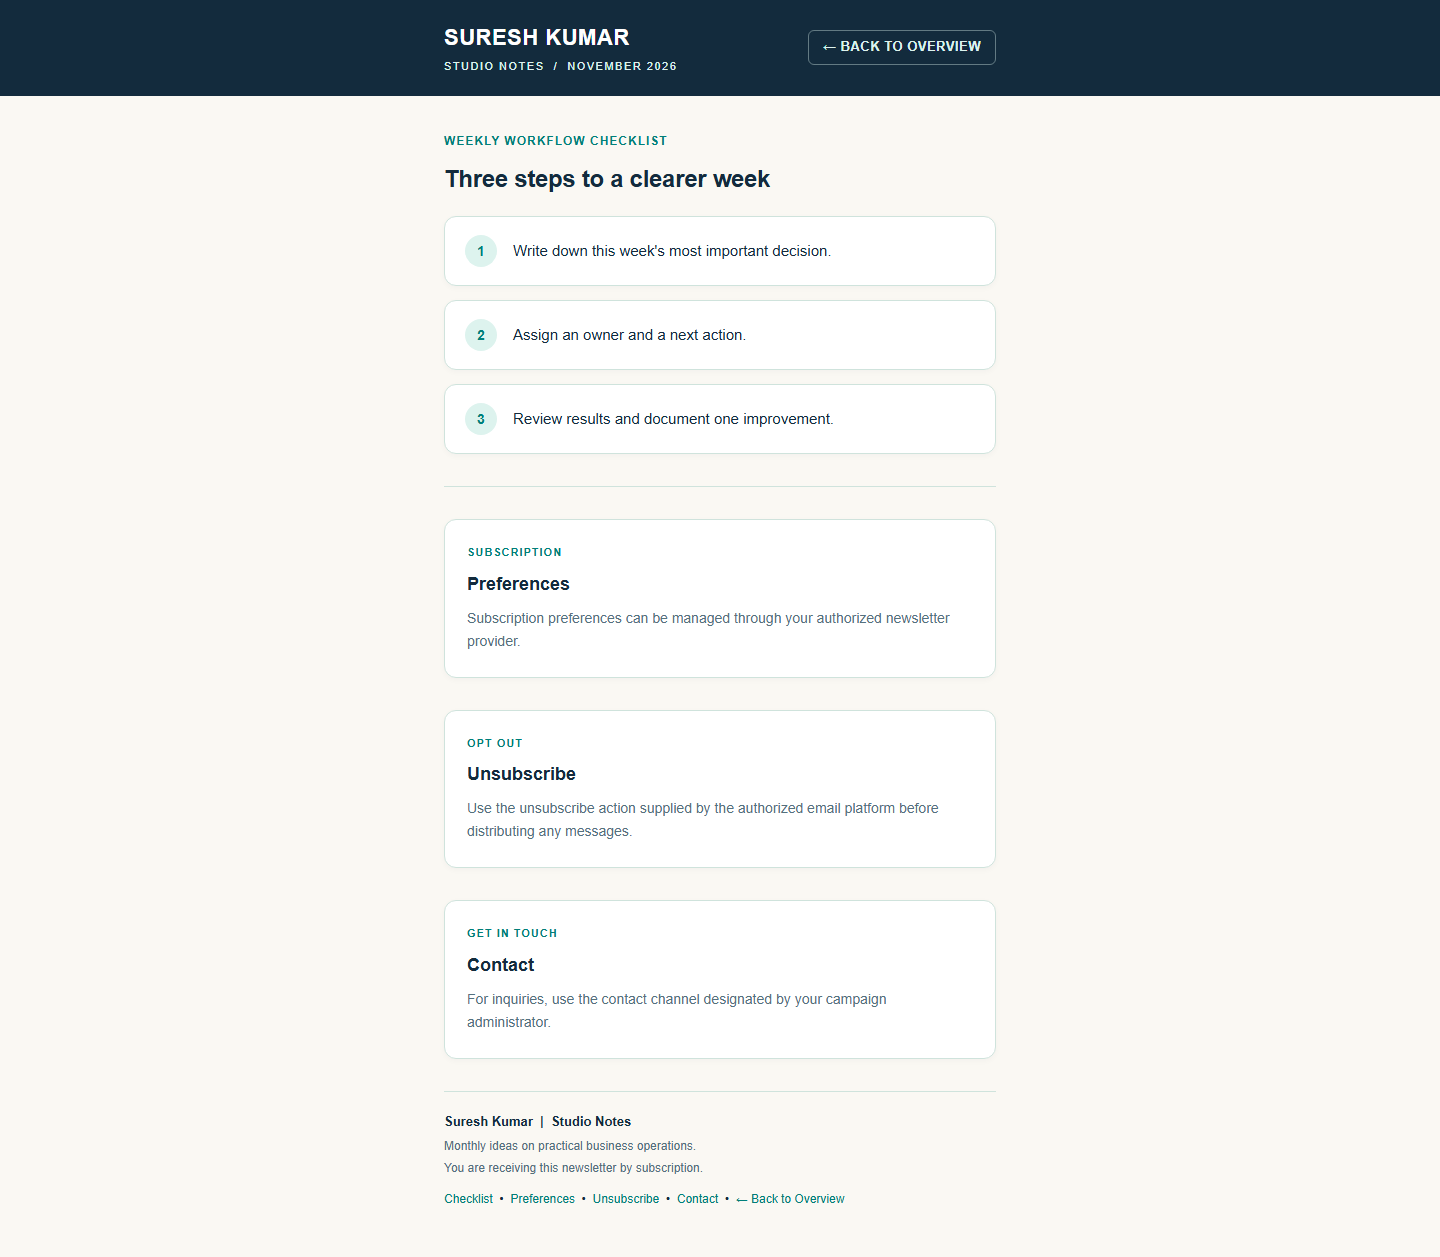 SURESH KUMAR
STUDIO NOTES / NOVEMBER 2026
← BACK TO OVERVIEW
WEEKLY WORKFLOW CHECKLIST
Three steps to a clearer week
1 Write down this week's most important decision.
2 Assign an owner and a next action.
3 Review results and document one improvement.
SUBSCRIPTION
Preferences
Subscription preferences can be managed through your authorized newsletter
provider.
OPT OUT
Unsubscribe
Use the unsubscribe action supplied by the authorized email platform before
distributing any messages.
GET IN TOUCH
Contact
For inquiries, use the contact channel designated by your campaign
administrator.
Suresh Kumar | Studio Notes
Monthly ideas on practical business operations.
You are receiving this newsletter by subscription.
Checklist • Preferences • Unsubscribe • Contact • ← Back to Overview